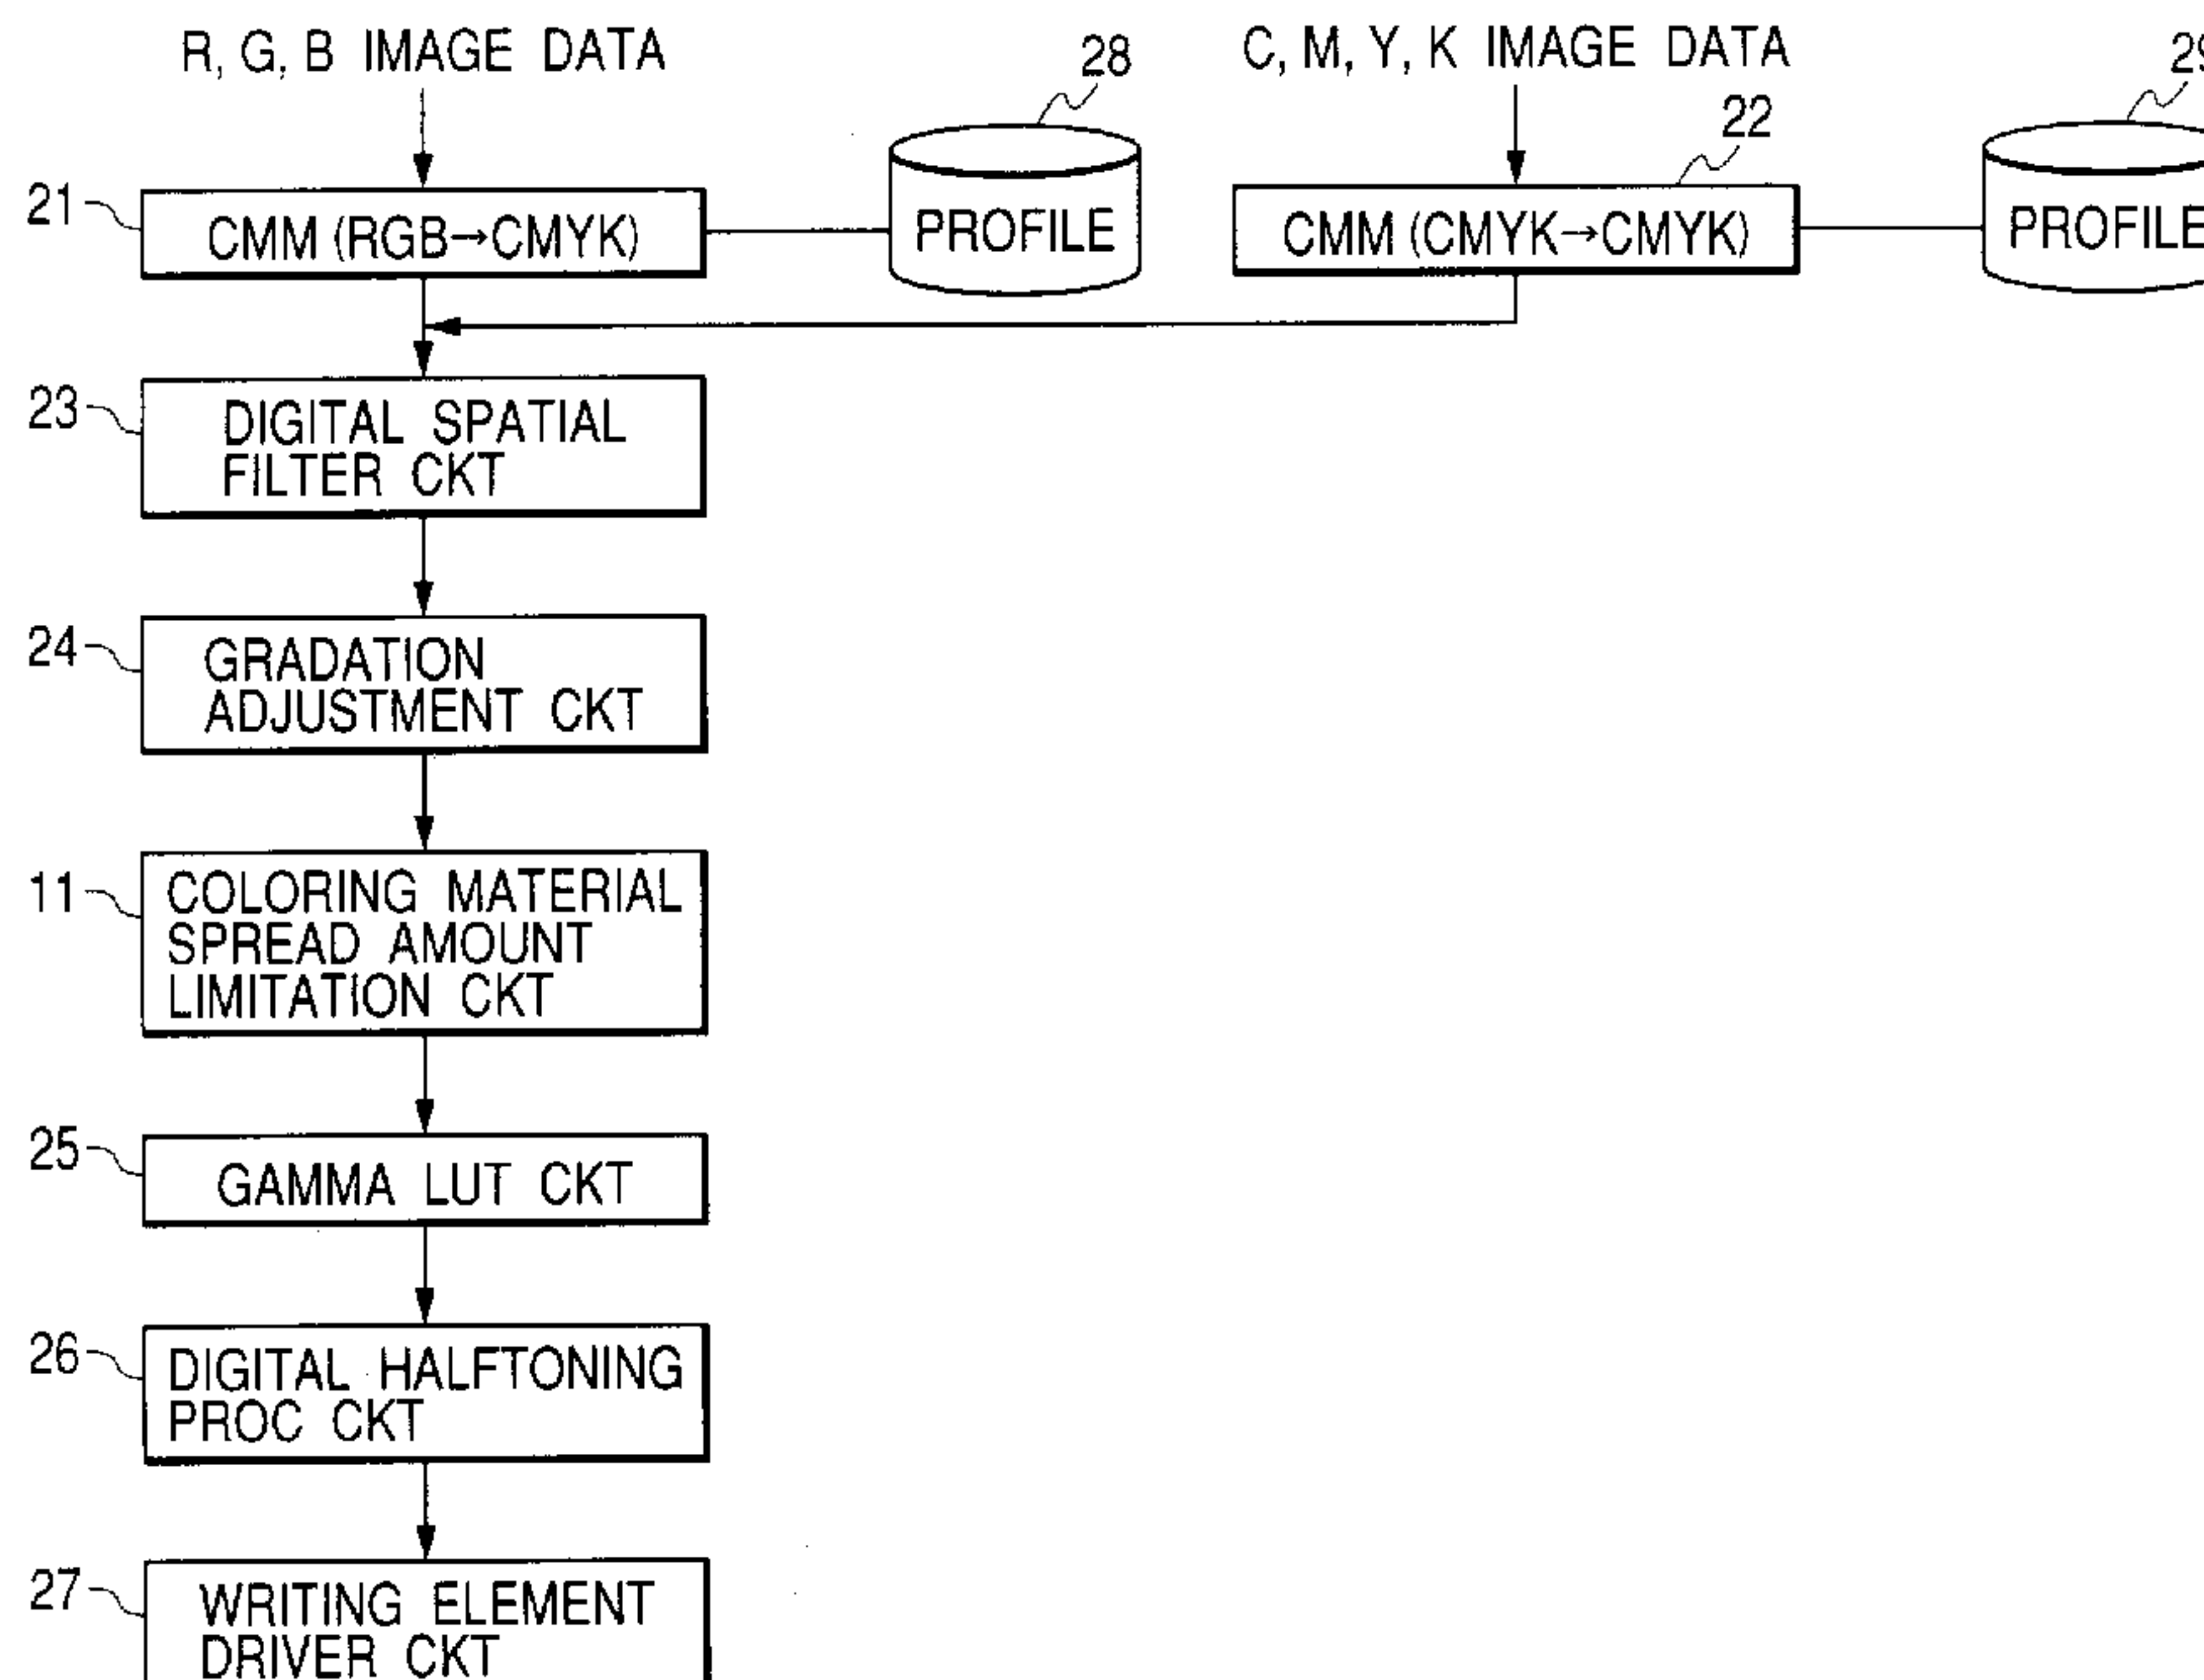 R, G, B IMAGE DATA
28
C, M, Y, K IMAGE DATA
29
22
21
CMM (RGB→CMYK)
PROFILE
CMM (CMYK→CMYK)
PROFILE
23
DIGITAL SPATIAL
FILTER CKT
24
GRADATION
ADJUSTMENT CKT
11
COLORING MATERIAL
SPREAD AMOUNT
LIMITATION CKT
25
GAMMA LUT CKT
26
DIGITAL HALFTONING
PROC CKT
27
WRITING ELEMENT
DRIVER CKT